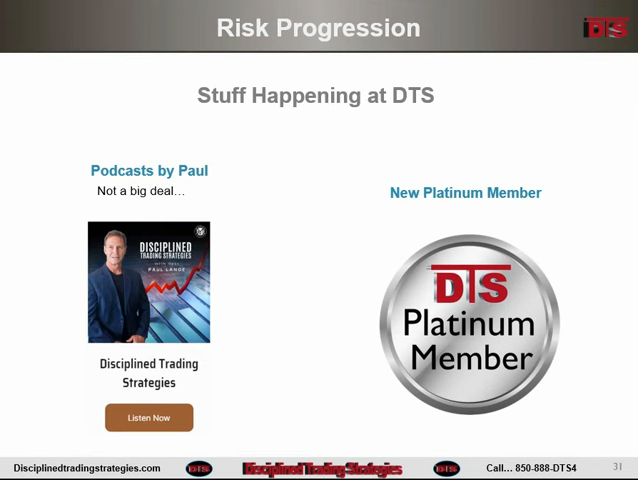 Risk Progression
DTS
Stuff Happening at DTS
Podcasts by Paul
Not a big deal…
New Platinum Member
DISCIPLINED
TRADING STRATEGIES
PAUL LANGE
Disciplined Trading
Strategies
Listen Now
DTS
Platinum
Member
Disciplinedtradingstrategies.com
DTS
Disciplined Trading Strategies
DTS
Call… 850-888-DTS4
31